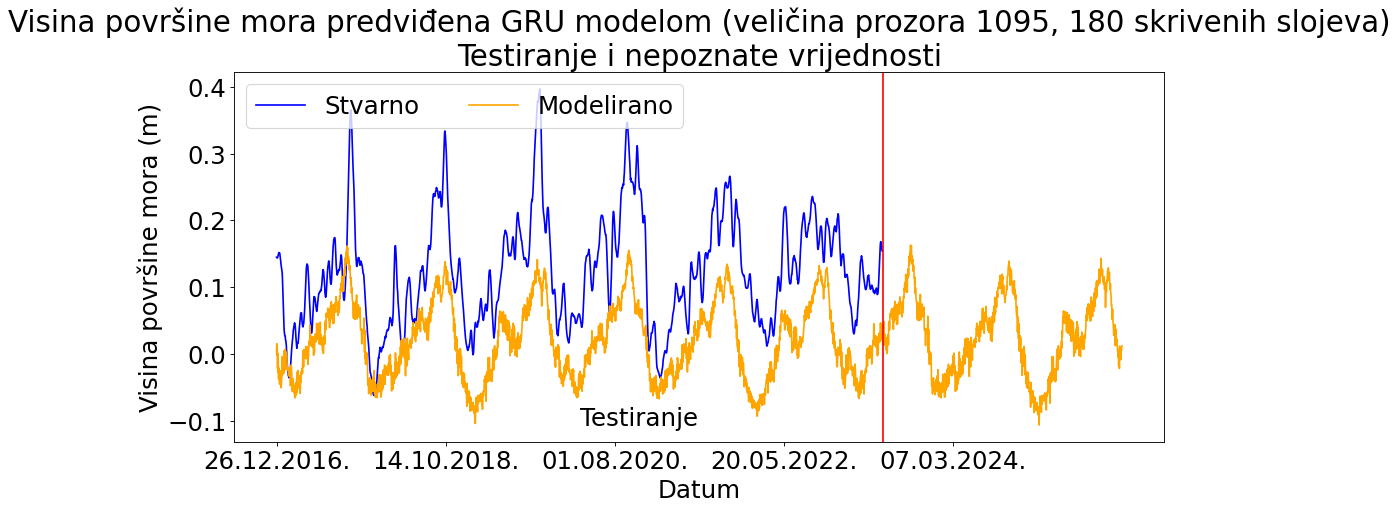 Visina površine mora predviđena GRU modelom (veličina prozora 1095, 180 skrivenih slojeva)
Testiranje i nepoznate vrijednosti
Stvarno
Modelirano
Visina površine mora (m)
0.4
0.3
0.2
0.1
0.0
−0.1
Testiranje
26.12.2016.
14.10.2018.
01.08.2020.
20.05.2022.
07.03.2024.
Datum